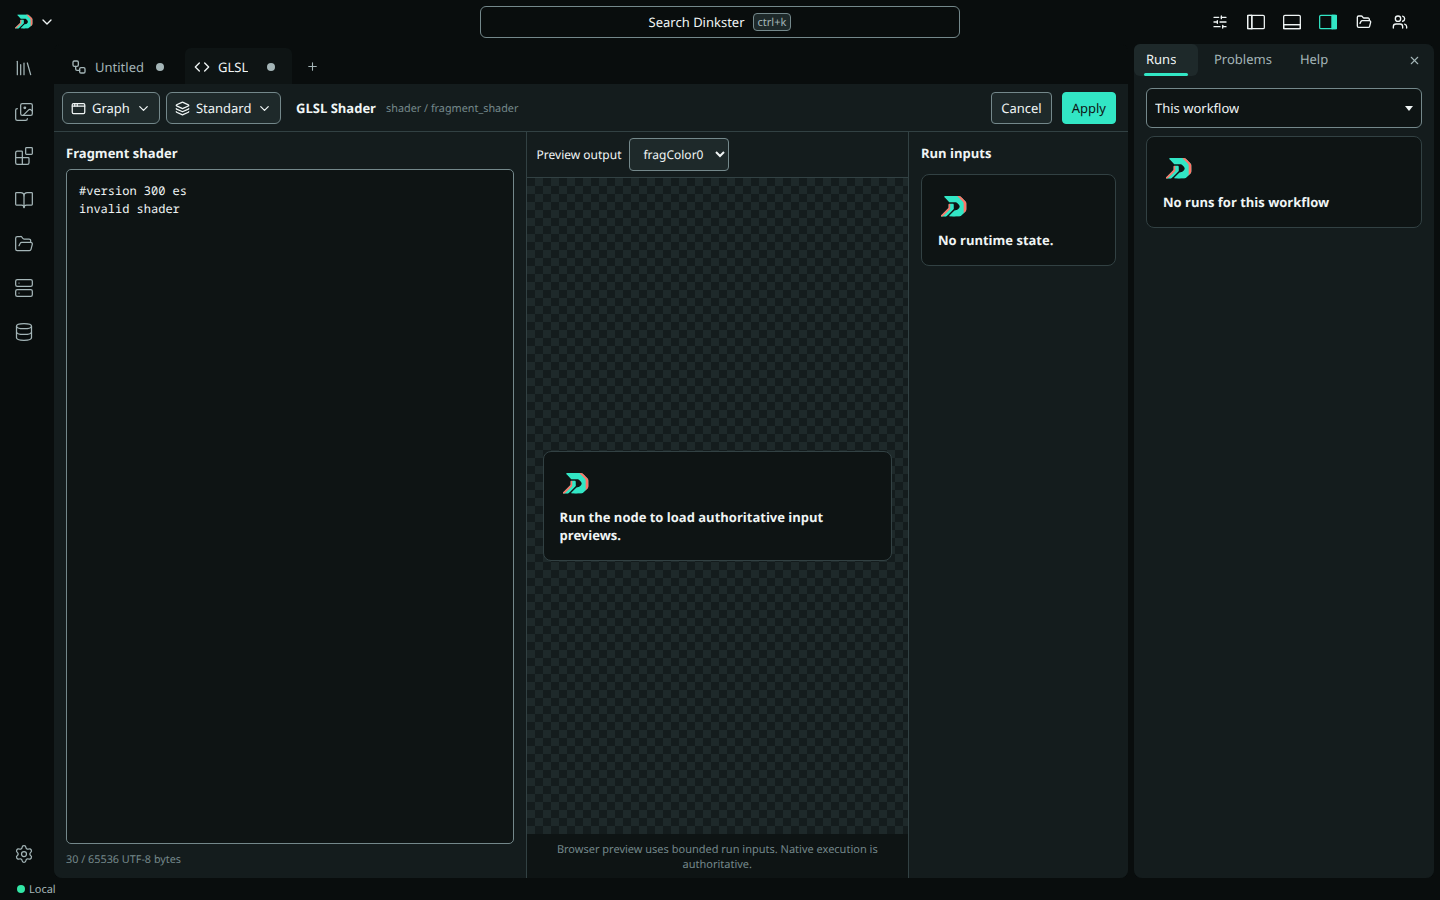 Search Dinkster ctrl+k
Untitled
GLSL
Graph
Standard
GLSL Shader
shader / fragment_shader
Cancel
Apply
Fragment shader
#version 300 es
invalid shader
30 / 65536 UTF-8 bytes
Preview output
fragColor0
Run the node to load authoritative input
previews.
Browser preview uses bounded run inputs. Native execution is
authoritative.
Run inputs
No runtime state.
Runs
Problems
Help
This workflow
No runs for this workflow
Local